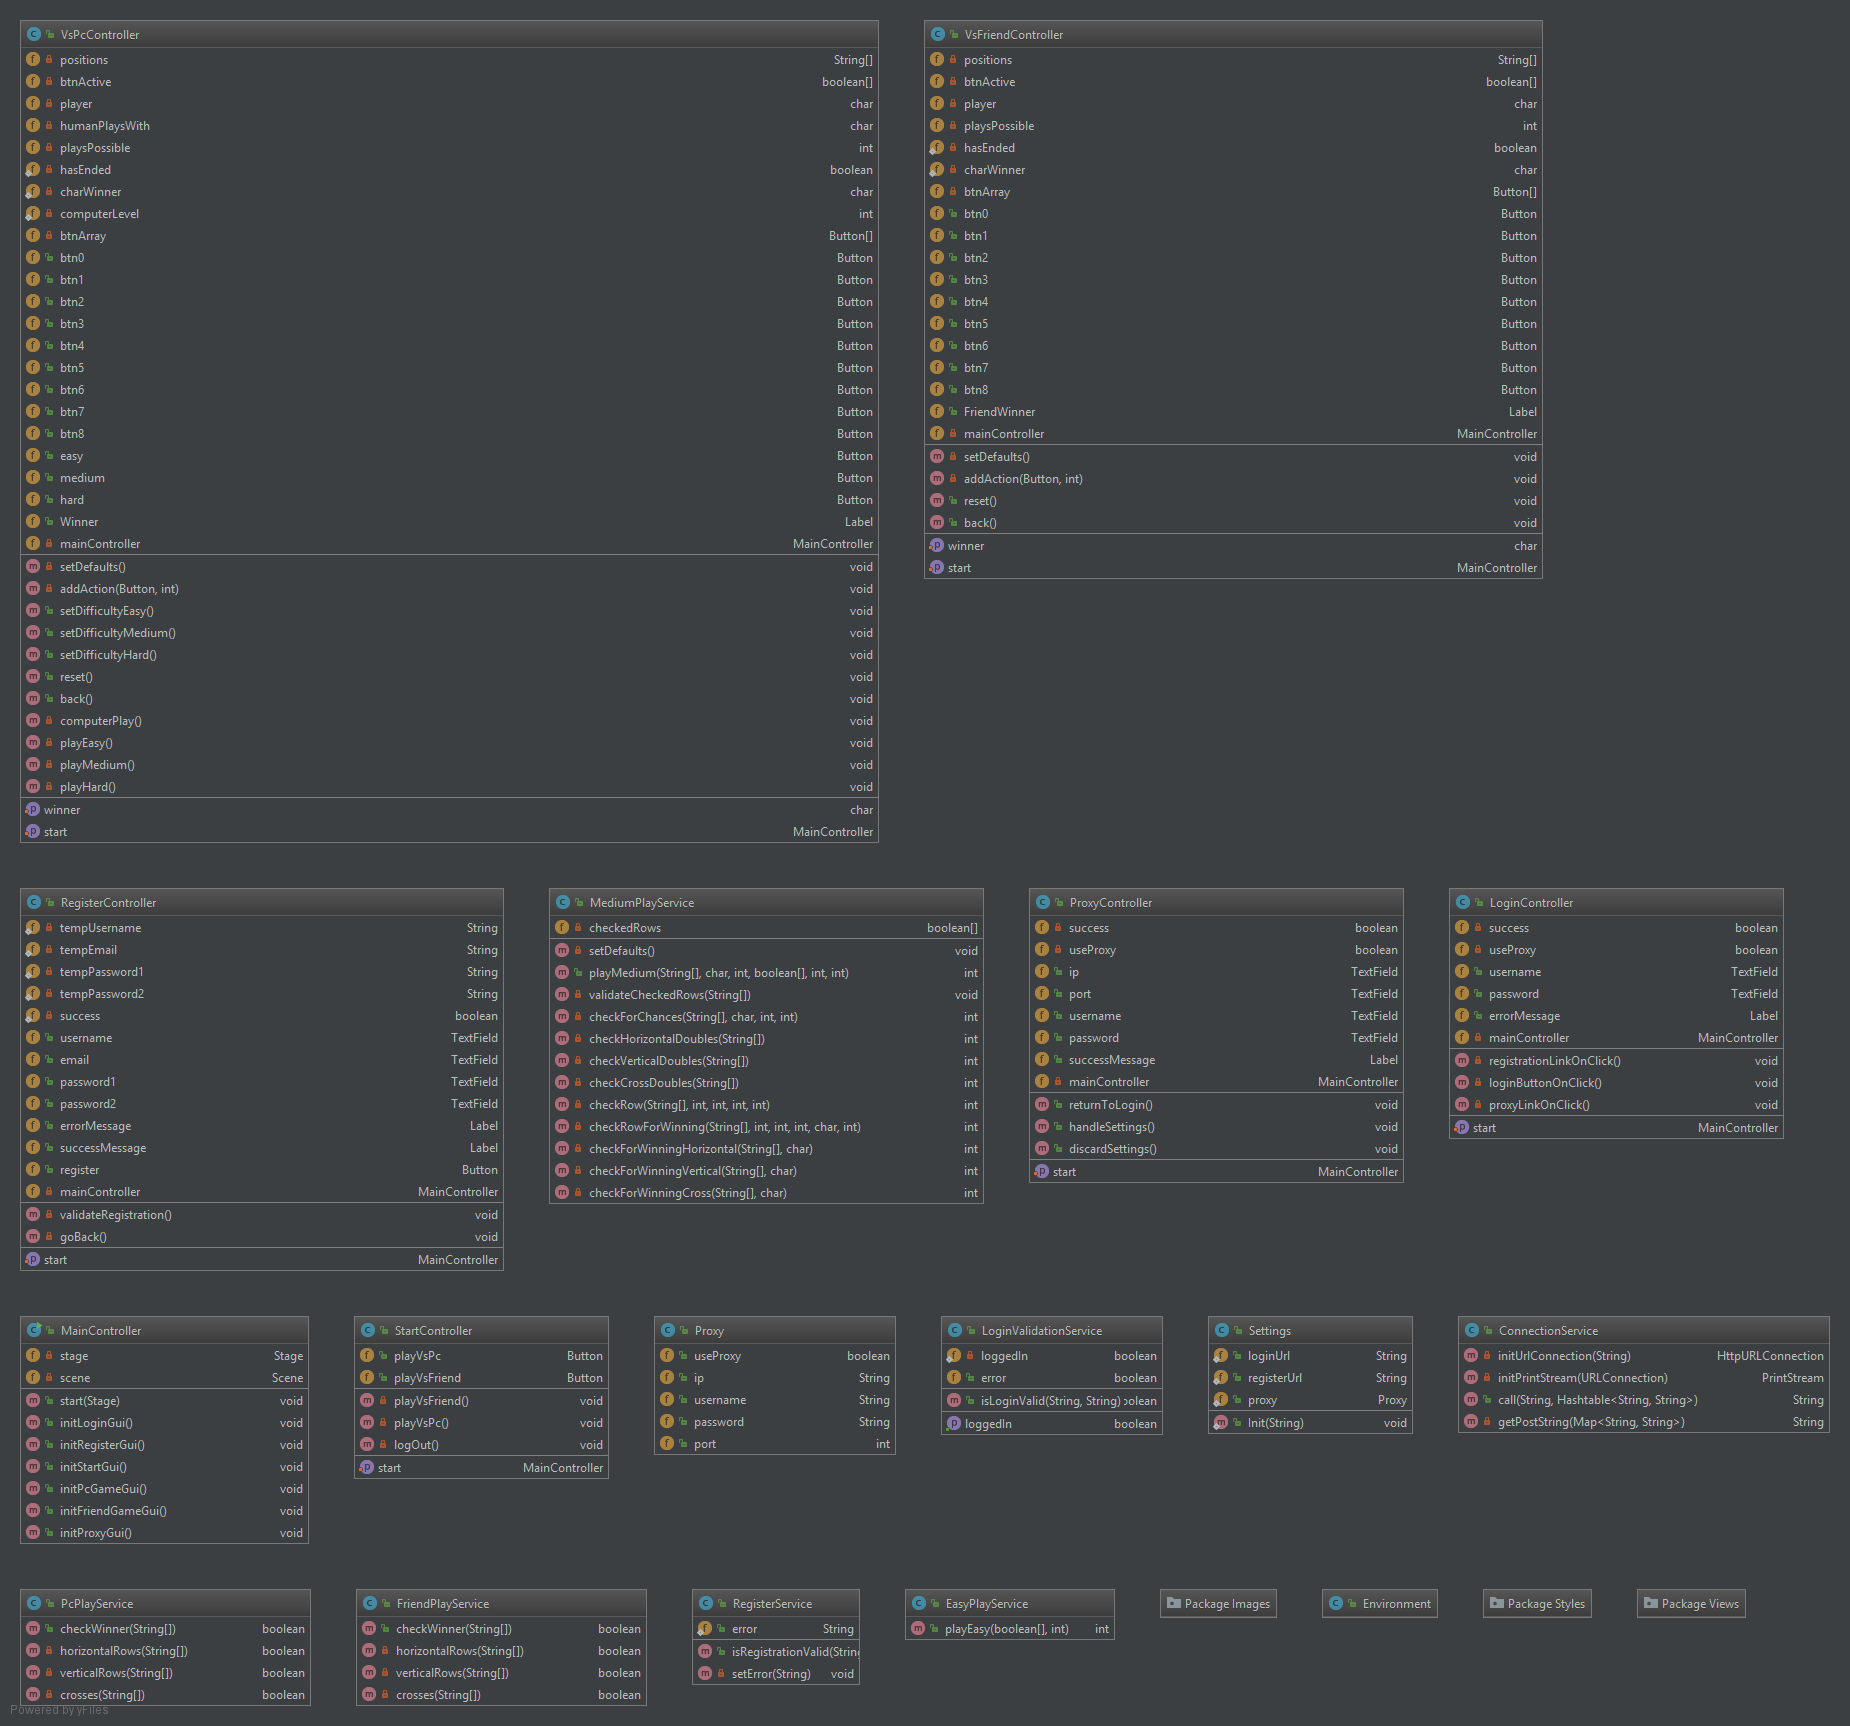 VsPcController
positions String[]
btnActive boolean[]
player char
humanPlaysWith char
playsPossible int
hasEnded boolean
charWinner char
computerLevel int
btnArray Button[]
btn0 Button
btn1 Button
btn2 Button
btn3 Button
btn4 Button
btn5 Button
btn6 Button
btn7 Button
btn8 Button
easy Button
medium Button
hard Button
Winner Label
mainController MainController
setDefaults() void
addAction(Button, int) void
setDifficultyEasy() void
setDifficultyMedium() void
setDifficultyHard() void
reset() void
back() void
computerPlay() void
playEasy() void
playMedium() void
playHard() void
winner char
start MainController
VsFriendController
positions String[]
btnActive boolean[]
player char
playsPossible int
hasEnded boolean
charWinner char
btnArray Button[]
btn0 Button
btn1 Button
btn2 Button
btn3 Button
btn4 Button
btn5 Button
btn6 Button
btn7 Button
btn8 Button
FriendWinner Label
mainController MainController
setDefaults() void
addAction(Button, int) void
reset() void
back() void
winner char
start MainController
RegisterController
tempUsername String
tempEmail String
tempPassword1 String
tempPassword2 String
success boolean
username TextField
email TextField
password1 TextField
password2 TextField
errorMessage Label
successMessage Label
register Button
mainController MainController
validateRegistration() void
goBack() void
start MainController
MediumPlayService
checkedRows boolean[]
setDefaults() void
playMedium(String[], char, int, boolean[], int, int) int
validateCheckedRows(String[]) void
checkForChances(String[], char, int, int) int
checkHorizontalDoubles(String[]) int
checkVerticalDoubles(String[]) int
checkCrossDoubles(String[]) int
checkRow(String[], int, int, int, int) int
checkRowForWinning(String[], int, int, int, char, int) int
checkForWinningHorizontal(String[], char) int
checkForWinningVertical(String[], char) int
checkForWinningCross(String[], char) int
ProxyController
success boolean
useProxy boolean
ip TextField
port TextField
username TextField
password TextField
successMessage Label
mainController MainController
returnToLogin() void
handleSettings() void
discardSettings() void
start MainController
LoginController
success boolean
useProxy boolean
username TextField
password TextField
errorMessage Label
mainController MainController
registrationLinkOnClick() void
loginButtonOnClick() void
proxyLinkOnClick() void
start MainController
MainController
stage Stage
scene Scene
start(Stage) void
initLoginGui() void
initRegisterGui() void
initStartGui() void
initPcGameGui() void
initFriendGameGui() void
initProxyGui() void
StartController
playVsPc Button
playVsFriend Button
playVsFriend() void
playVsPc() void
logOut() void
start MainController
Proxy
useProxy boolean
ip String
username String
password String
port int
LoginValidationService
loggedIn boolean
error boolean
isLoginValid(String, String) oolean
loggedIn boolean
Settings
loginUrl String
registerUrl String
proxy Proxy
Init(String) void
ConnectionService
initUrlConnection(String) HttpURLConnection
initPrintStream(URLConnection) PrintStream
call(String, Hashtable<String, String>) String
getPostString(Map<String, String>) String
PcPlayService
checkWinner(String[]) boolean
horizontalRows(String[]) boolean
verticalRows(String[]) boolean
crosses(String[]) boolean
FriendPlayService
checkWinner(String[]) boolean
horizontalRows(String[]) boolean
verticalRows(String[]) boolean
crosses(String[]) boolean
RegisterService
error String
isRegistrationValid(String
setError(String) void
EasyPlayService
playEasy(boolean[], int) int
Package Images
Environment
Package Styles
Package Views
Powered by yFiles